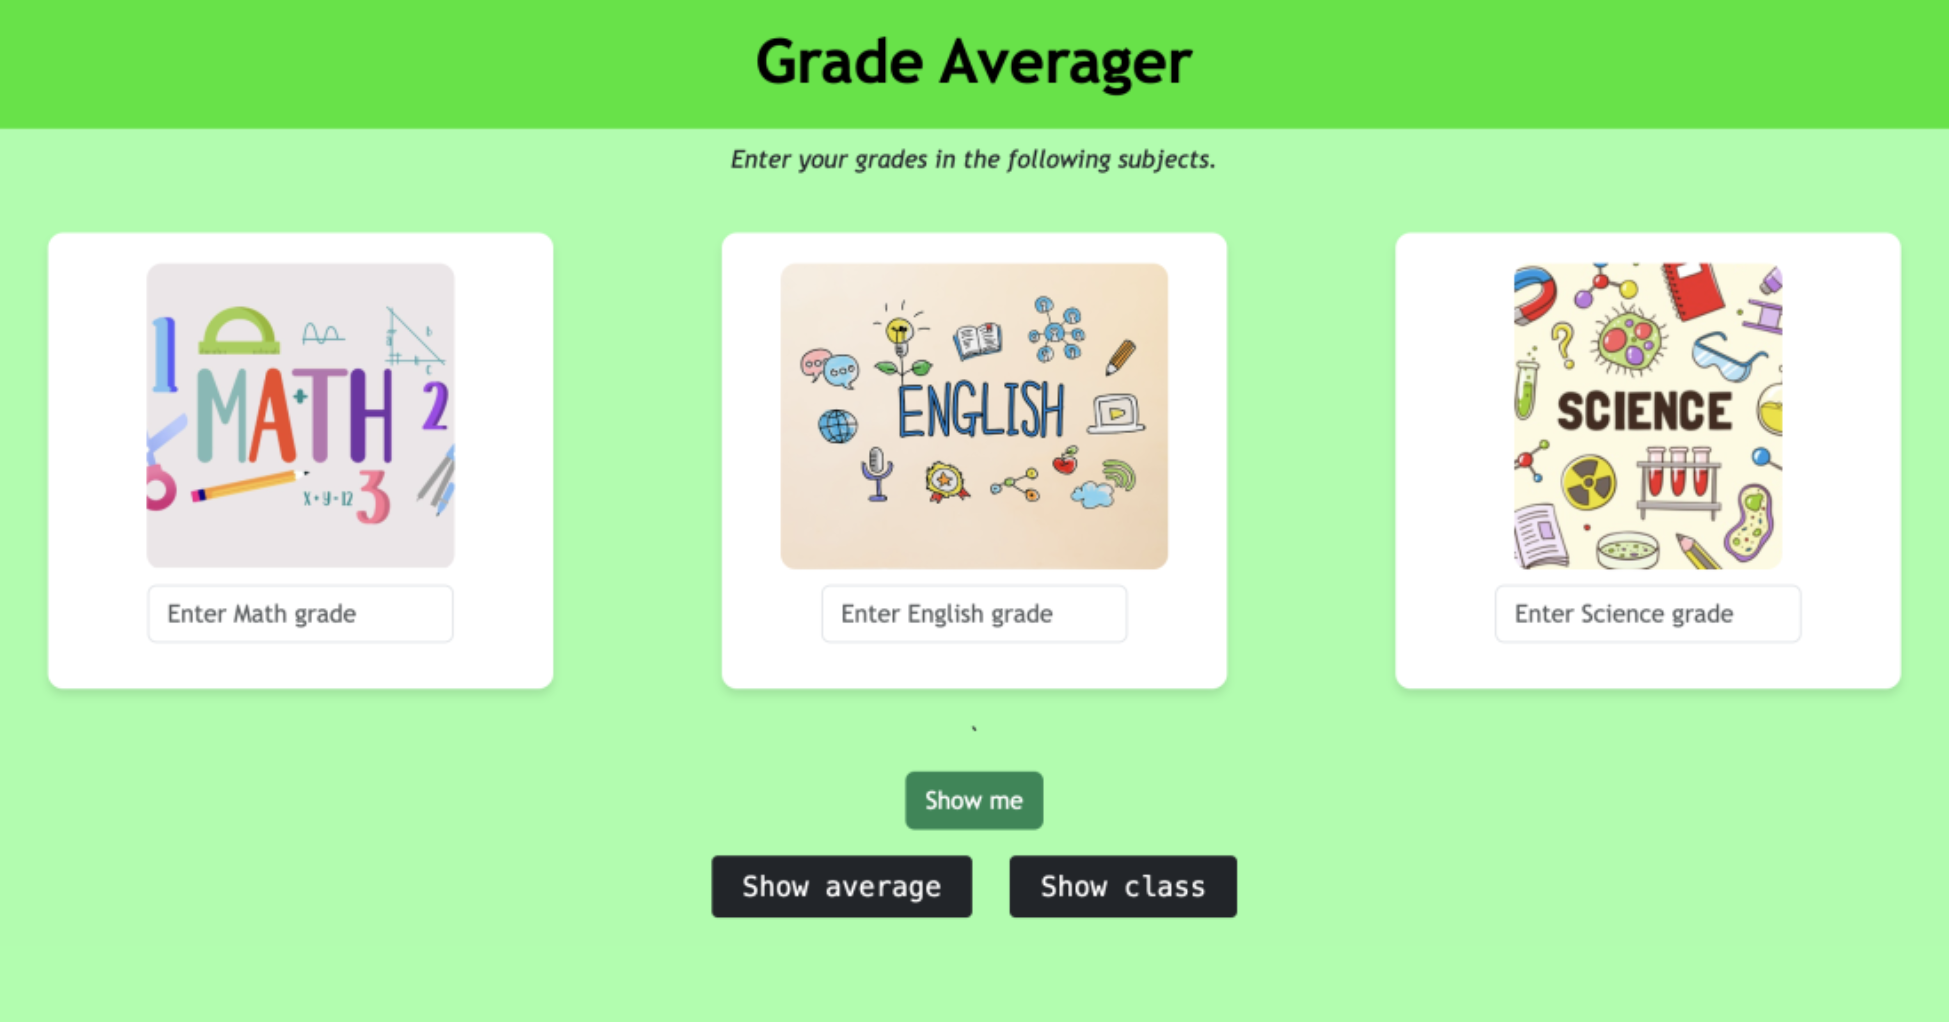 Grade Averager
Enter your grades in the following subjects.
1
MATH
2
3
x+y=12
b
c
ENGLISH
SCIENCE
?
Enter Math grade
Enter English grade
Enter Science grade
`
Show me
Show average
Show class